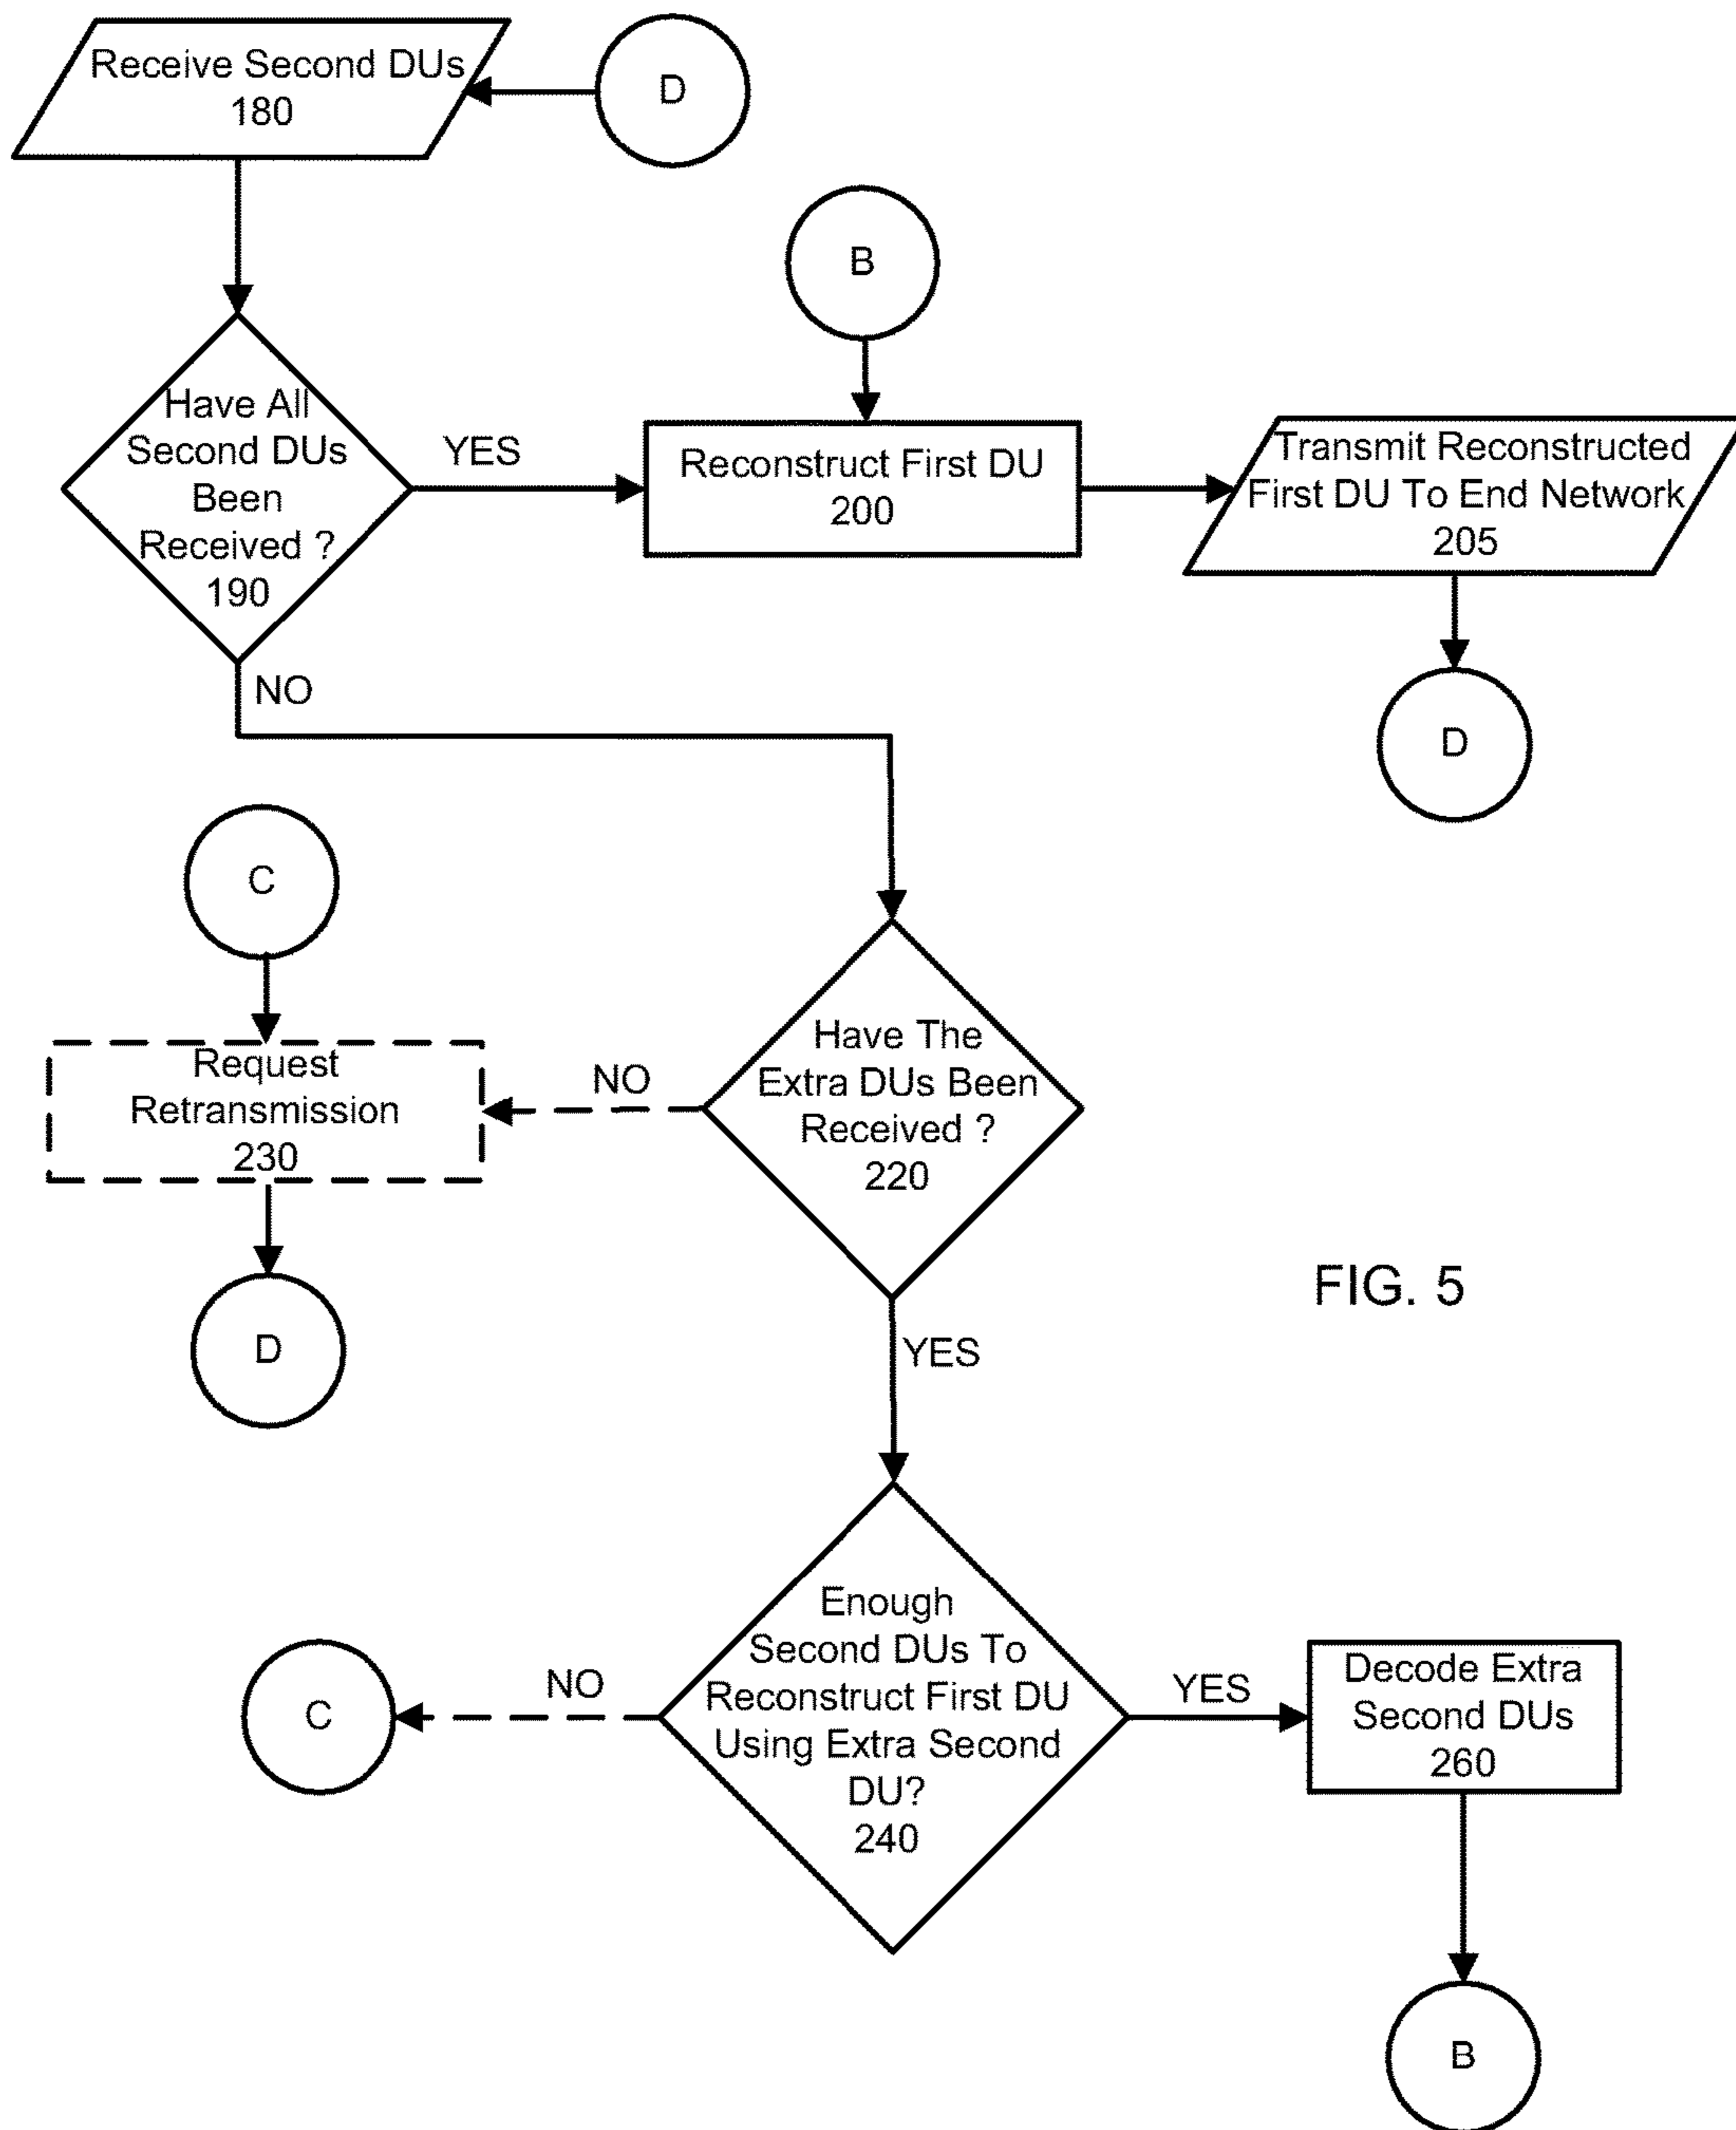 Receive Second DUs
180
D
B
Have All
Second DUs
Been
Received ?
190
YES
Reconstruct First DU
200
Transmit Reconstructed
First DU To End Network
205
NO
D
C
Request
Retransmission
230
NO
Have The
Extra DUs Been
Received ?
220
D
FIG. 5
YES
Enough
Second DUs To
Reconstruct First DU
Using Extra Second
DU?
240
NO
C
YES
Decode Extra
Second DUs
260
B